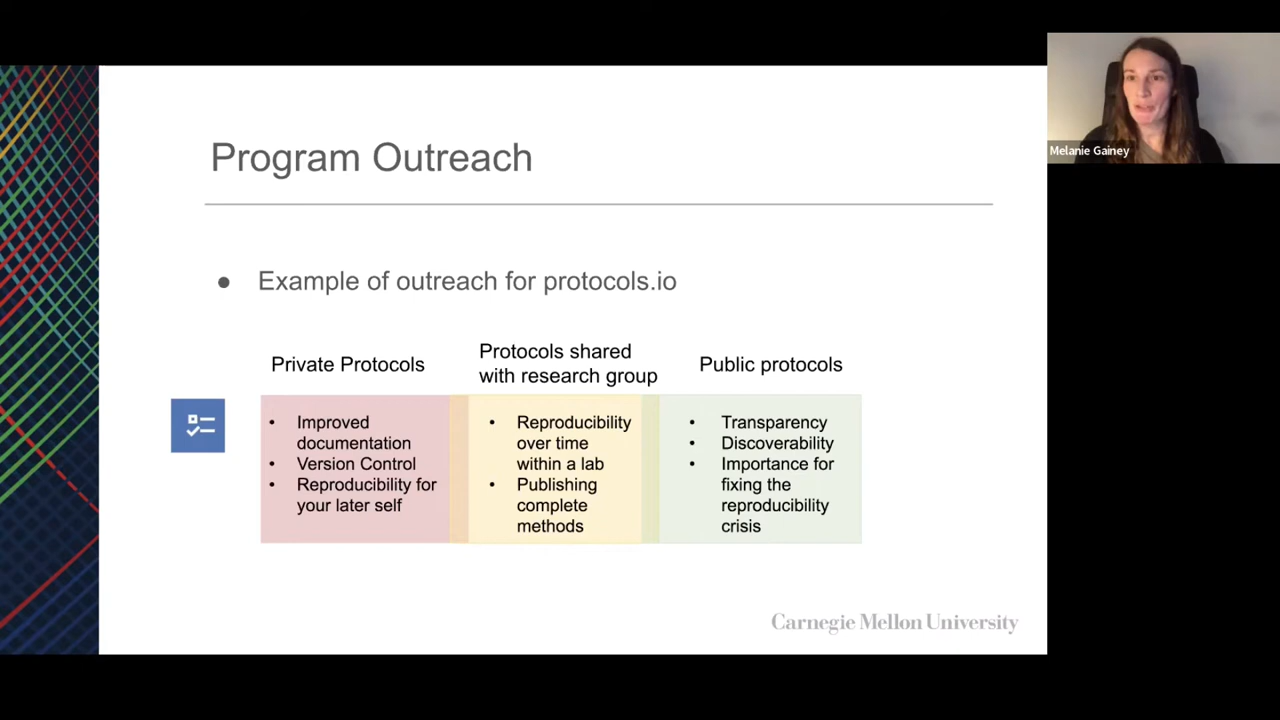 Melanie Gainey
Program Outreach
● Example of outreach for protocols.io
Private Protocols
• Improved
documentation
• Version Control
• Reproducibility for
your later self
Protocols shared
with research group
• Reproducibility
over time
within a lab
• Publishing
complete
methods
Public protocols
• Transparency
• Discoverability
• Importance for
fixing the
reproducibility
crisis
Carnegie Mellon University